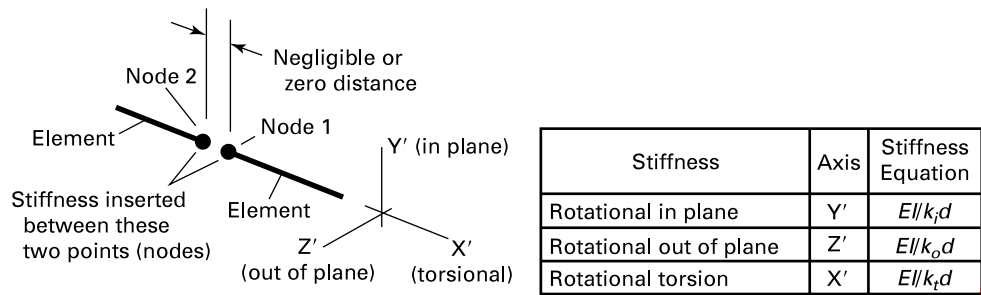 Negligible or
zero distance
Node 2
Node 1
Element
Y′ (in plane)
Stiffness inserted
between these
two points (nodes)
Element
Z′
(out of plane)
X′
(torsional)
Stiffness Axis Stiffness
Equation
Rotational in plane Y′ EI/kᵢd
Rotational out of plane Z′ EI/kₒd
Rotational torsion X′ EI/kₜd